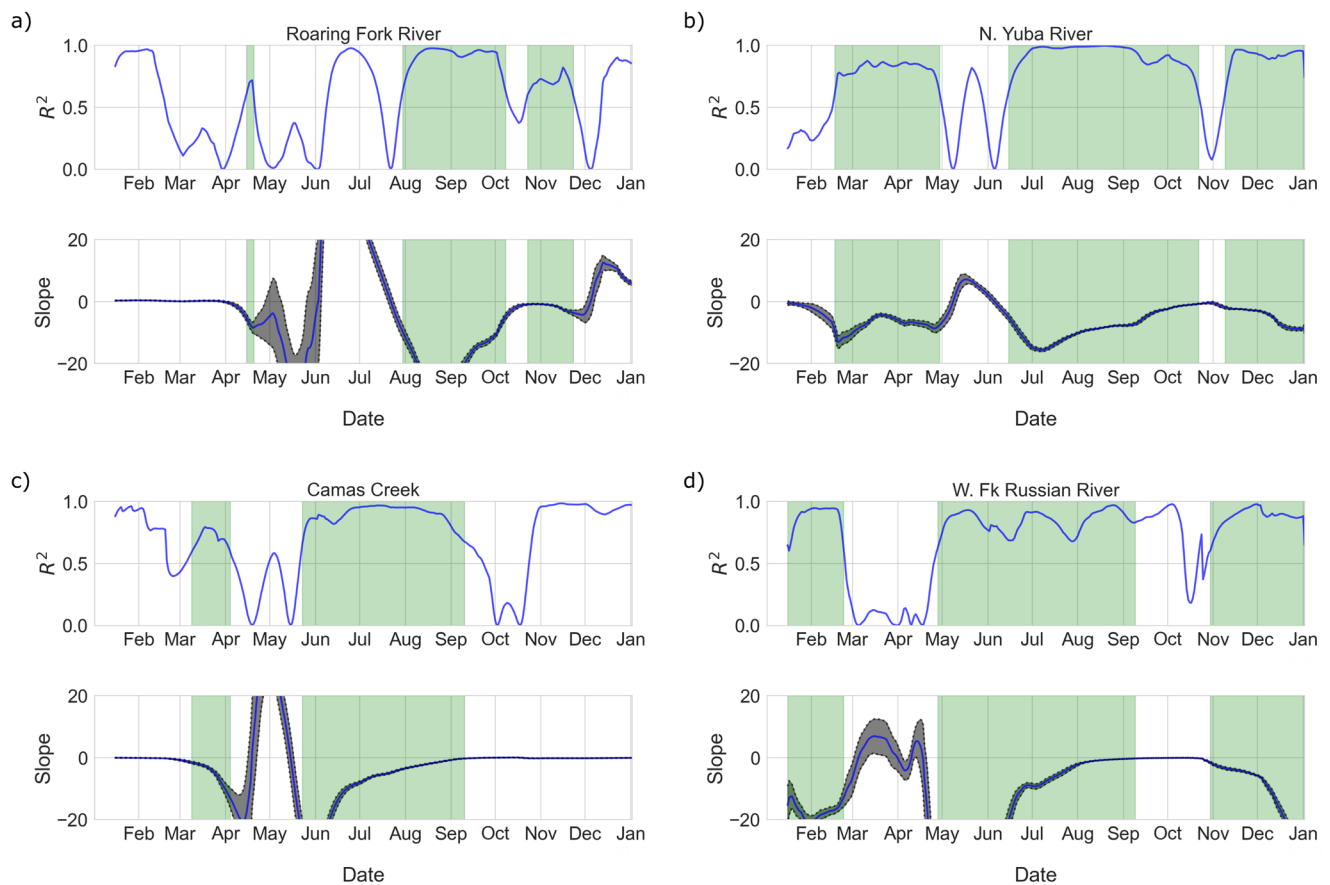 a)
Roaring Fork River
1.0
0.5
0.0
R²
Feb Mar Apr May Jun Jul Aug Sep Oct Nov Dec Jan
20
0
−20
Slope
Feb Mar Apr May Jun Jul Aug Sep Oct Nov Dec Jan
Date
b)
N. Yuba River
1.0
0.5
0.0
R²
Feb Mar Apr May Jun Jul Aug Sep Oct Nov Dec Jan
20
0
−20
Slope
Feb Mar Apr May Jun Jul Aug Sep Oct Nov Dec Jan
Date
c)
Camas Creek
1.0
0.5
0.0
R²
Feb Mar Apr May Jun Jul Aug Sep Oct Nov Dec Jan
20
0
−20
Slope
Feb Mar Apr May Jun Jul Aug Sep Oct Nov Dec Jan
Date
d)
W. Fk Russian River
1.0
0.5
0.0
R²
Feb Mar Apr May Jun Jul Aug Sep Oct Nov Dec Jan
20
0
−20
Slope
Feb Mar Apr May Jun Jul Aug Sep Oct Nov Dec Jan
Date